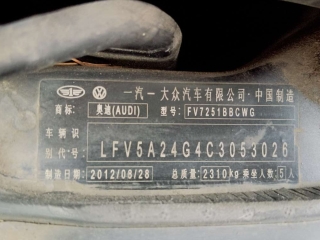 一汽一大众汽车有限公司·中国制造
商标: 奥迪(AUDI) 型号: FV7251BBCWG
车辆识
别代号: LFV5A24G4C3053026
制造日期 2012/08/28 总质量: 2310kg 乘坐人数: 5 人